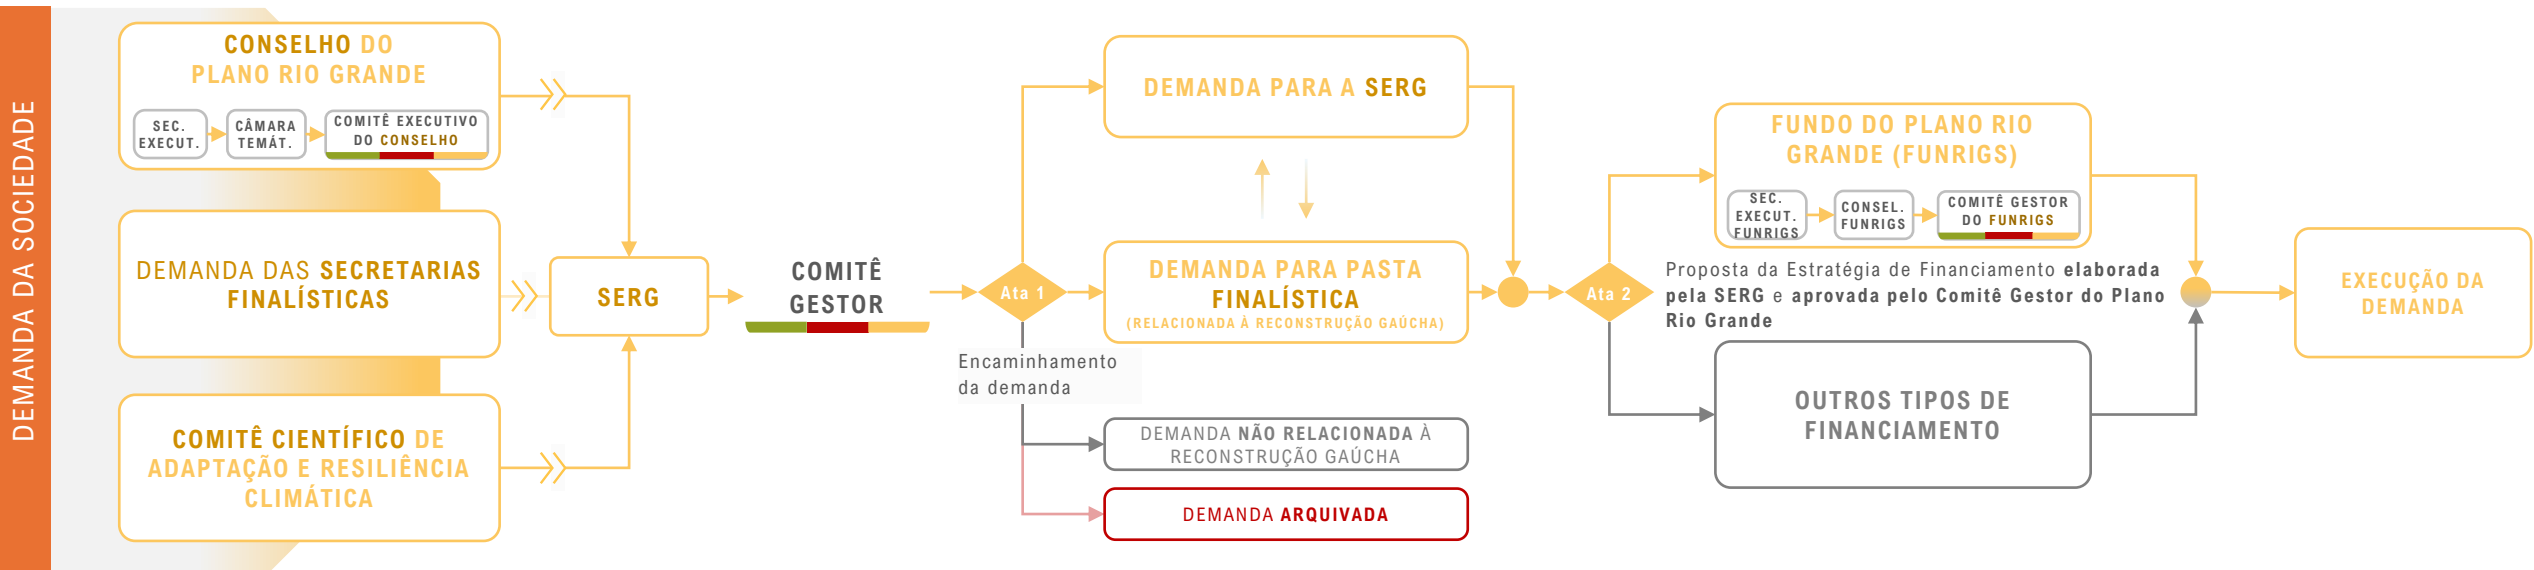 DEMANDA DA SOCIEDADE
CONSELHO DO
PLANO RIO GRANDE
SEC.
EXECUT.
CÂMARA
TEMÁT.
COMITÊ EXECUTIVO
DO CONSELHO
DEMANDA DAS SECRETARIAS
FINALÍSTICAS
COMITÊ CIENTÍFICO DE
ADAPTAÇÃO E RESILIÊNCIA
CLIMÁTICA
SERG
COMITÊ
GESTOR
Ata 1
Encaminhamento
da demanda
DEMANDA PARA A SERG
DEMANDA PARA PASTA
FINALÍSTICA
(RELACIONADA À RECONSTRUÇÃO GAÚCHA)
DEMANDA NÃO RELACIONADA À
RECONSTRUÇÃO GAÚCHA
DEMANDA ARQUIVADA
Ata 2
FUNDO DO PLANO RIO
GRANDE (FUNRIGS)
SEC.
EXECUT.
FUNRIGS
CONSEL.
FUNRIGS
COMITÊ GESTOR
DO FUNRIGS
Proposta da Estratégia de Financiamento elaborada
pela SERG e aprovada pelo Comitê Gestor do Plano
Rio Grande
OUTROS TIPOS DE
FINANCIAMENTO
EXECUÇÃO DA
DEMANDA